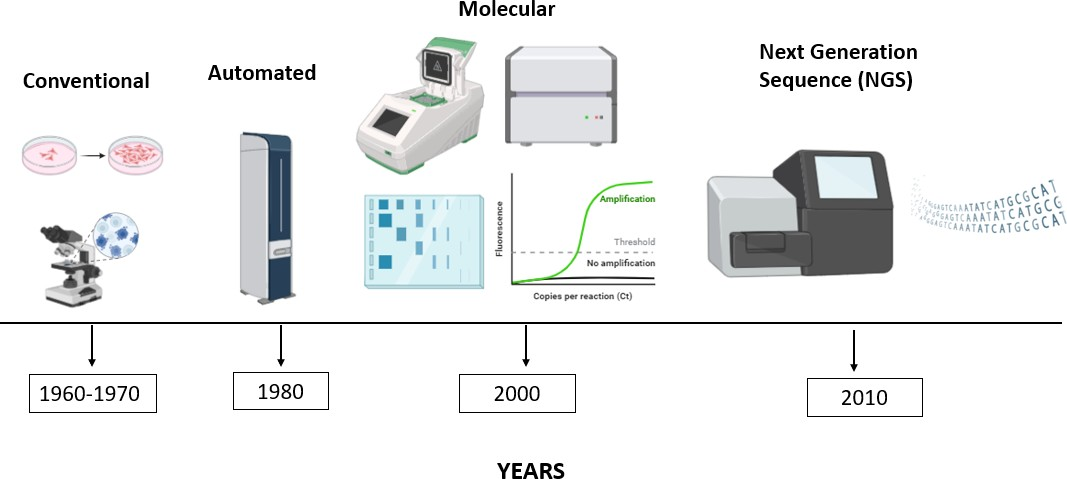 Conventional
Automated
Molecular
Next Generation
Sequence (NGS)
Fluorescence
Amplification
Threshold
No amplification
Copies per reaction (Ct)
1960-1970
1980
2000
2010
YEARS